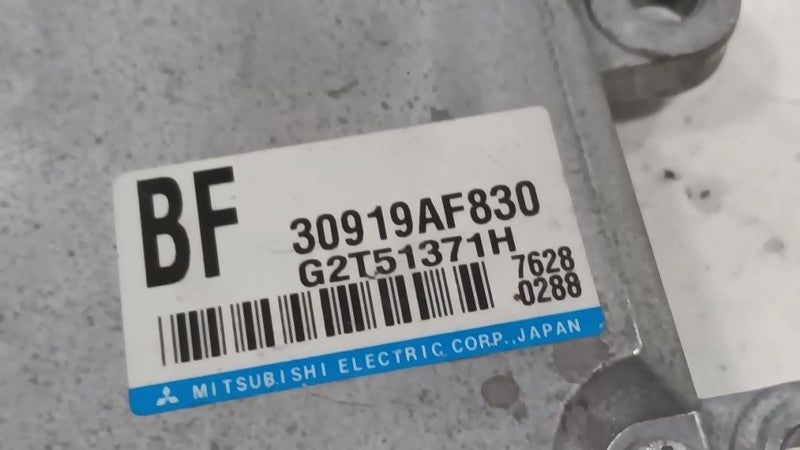 BF
30919AF830
G2T51371H
7628
0288
MITSUBISHI ELECTRIC CORP., JAPAN